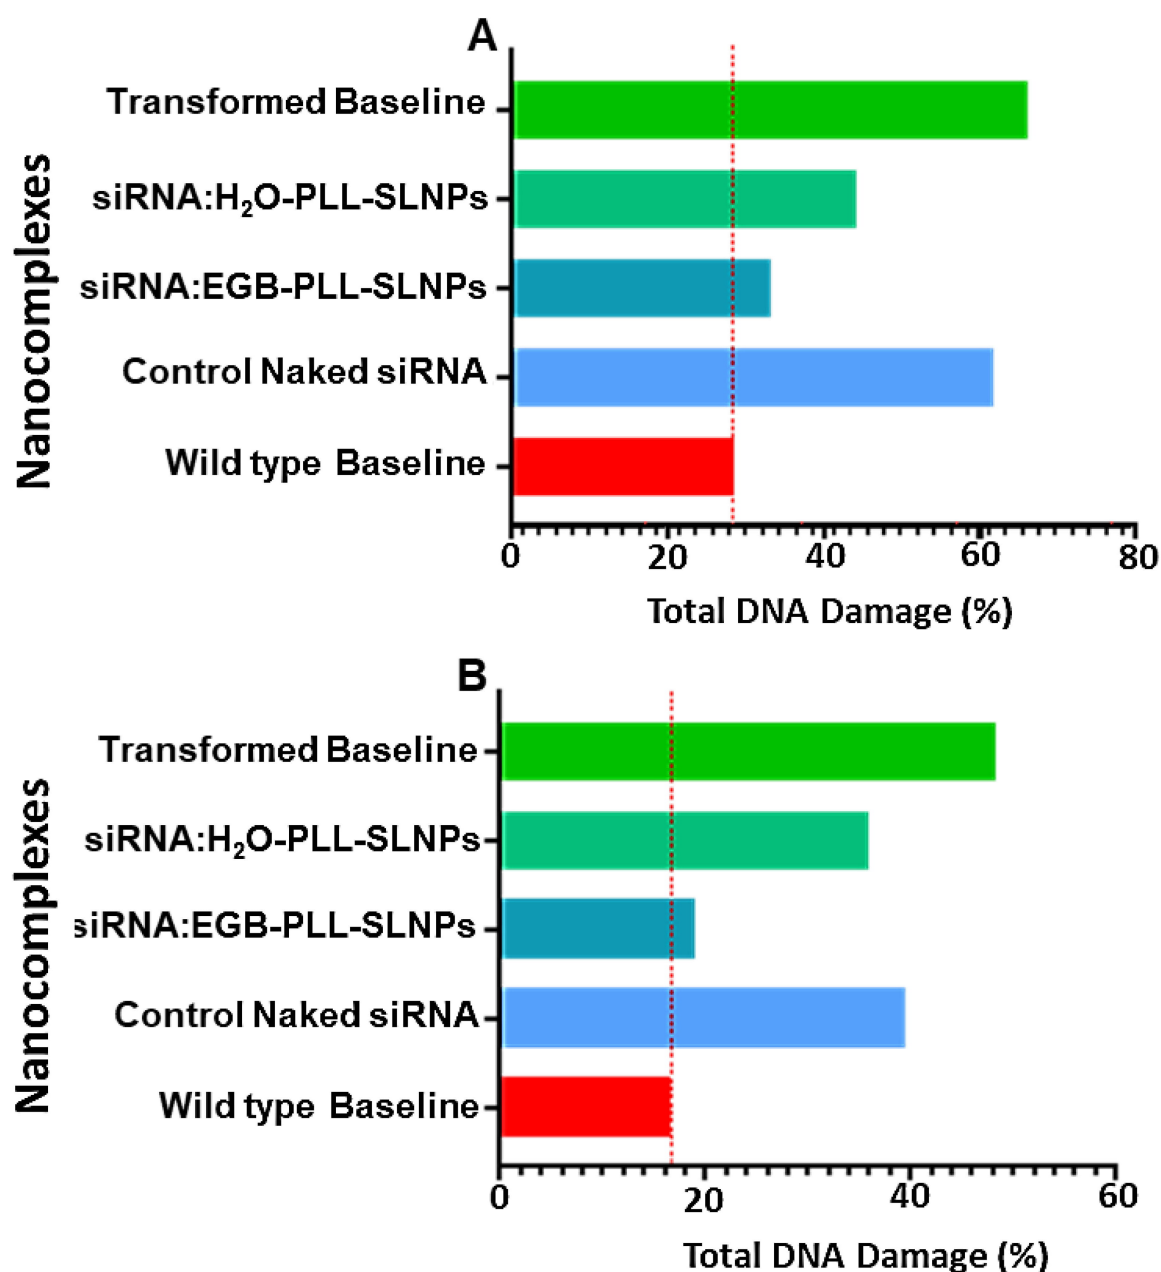 A
Nanocomplexes
Transformed Baseline
siRNA:H₂O-PLL-SLNPs
siRNA:EGB-PLL-SLNPs
Control Naked siRNA
Wild type Baseline
0 20 40 60 80
Total DNA Damage (%)
B
Nanocomplexes
Transformed Baseline
siRNA:H₂O-PLL-SLNPs
siRNA:EGB-PLL-SLNPs
Control Naked siRNA
Wild type Baseline
0 20 40 60
Total DNA Damage (%)